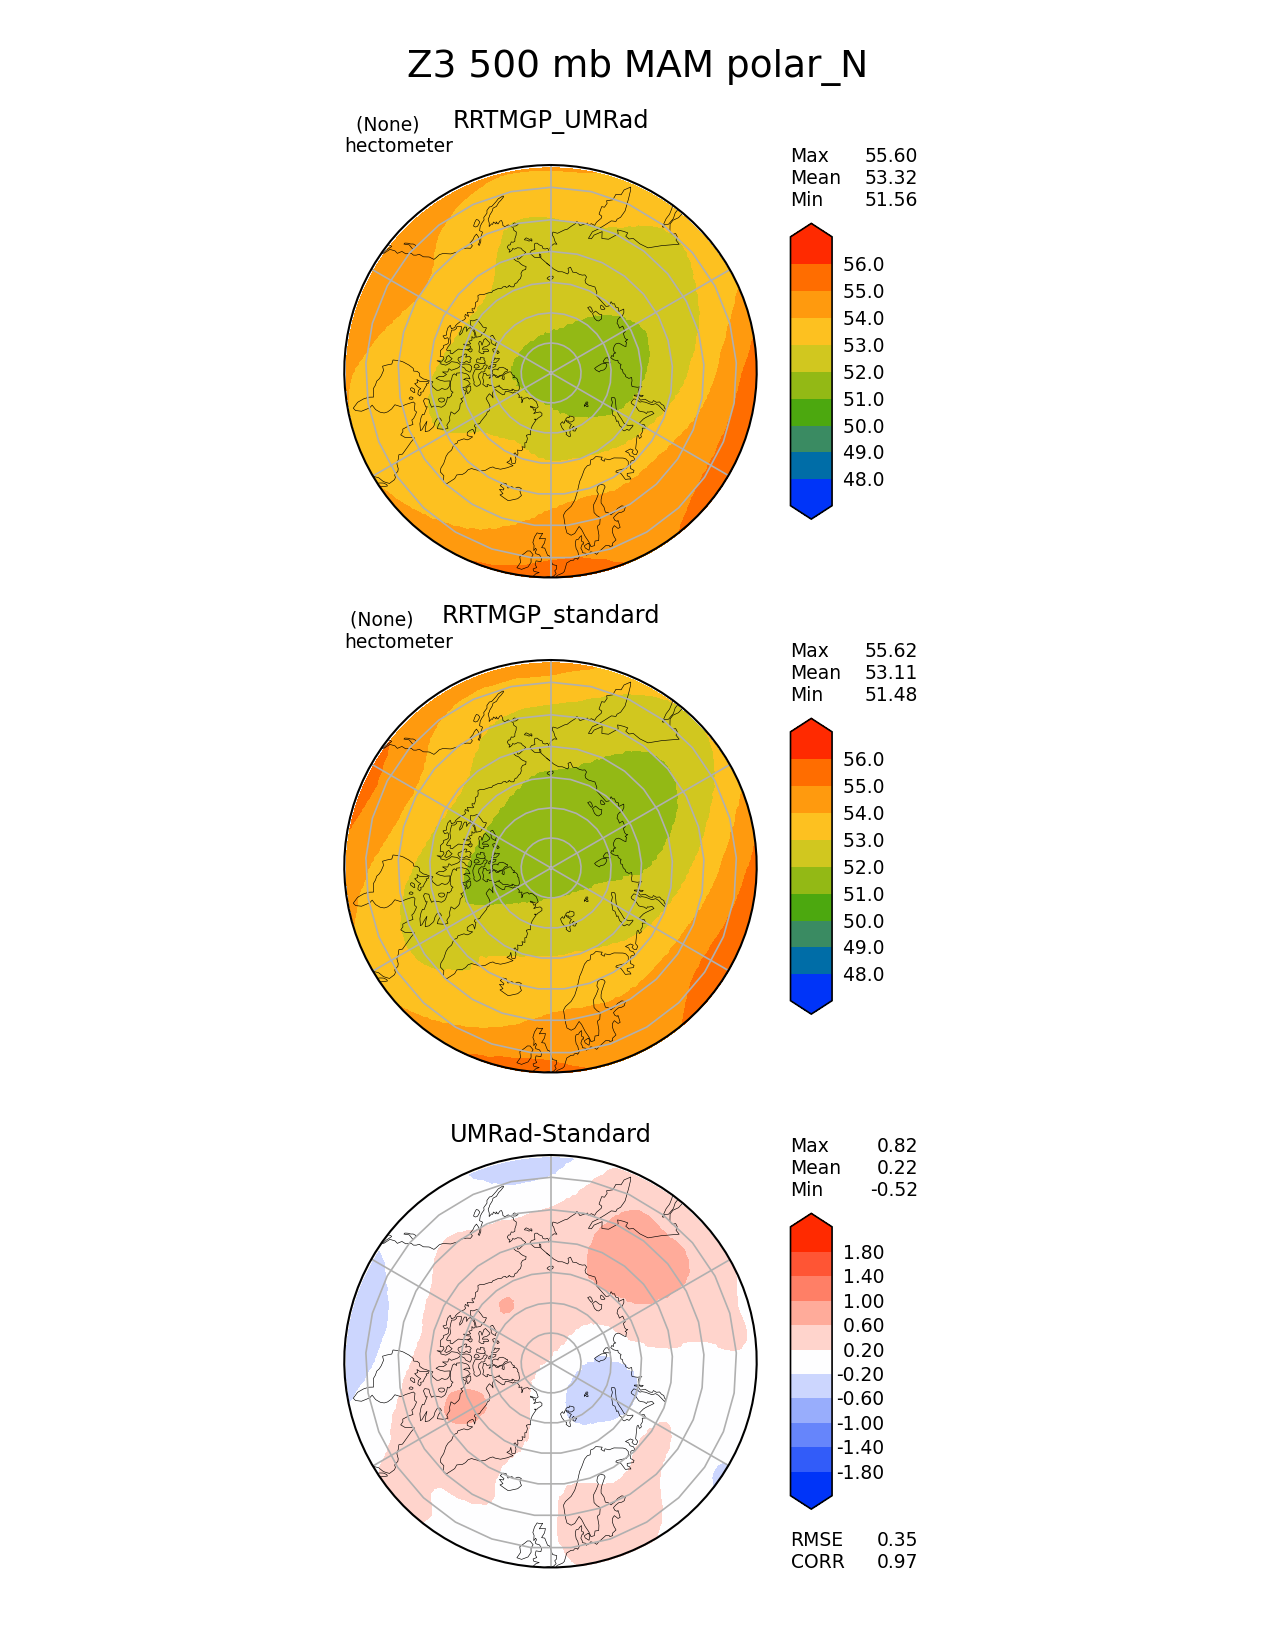 Z3 500 mb MAM polar_N
(None) RRTMGP_UMRad
hectometer
Max 55.60
Mean 53.32
Min 51.56
56.0
55.0
54.0
53.0
52.0
51.0
50.0
49.0
48.0
(None) RRTMGP_standard
hectometer
Max 55.62
Mean 53.11
Min 51.48
56.0
55.0
54.0
53.0
52.0
51.0
50.0
49.0
48.0
UMRad-Standard
Max 0.82
Mean 0.22
Min -0.52
1.80
1.40
1.00
0.60
0.20
-0.20
-0.60
-1.00
-1.40
-1.80
RMSE 0.35
CORR 0.97